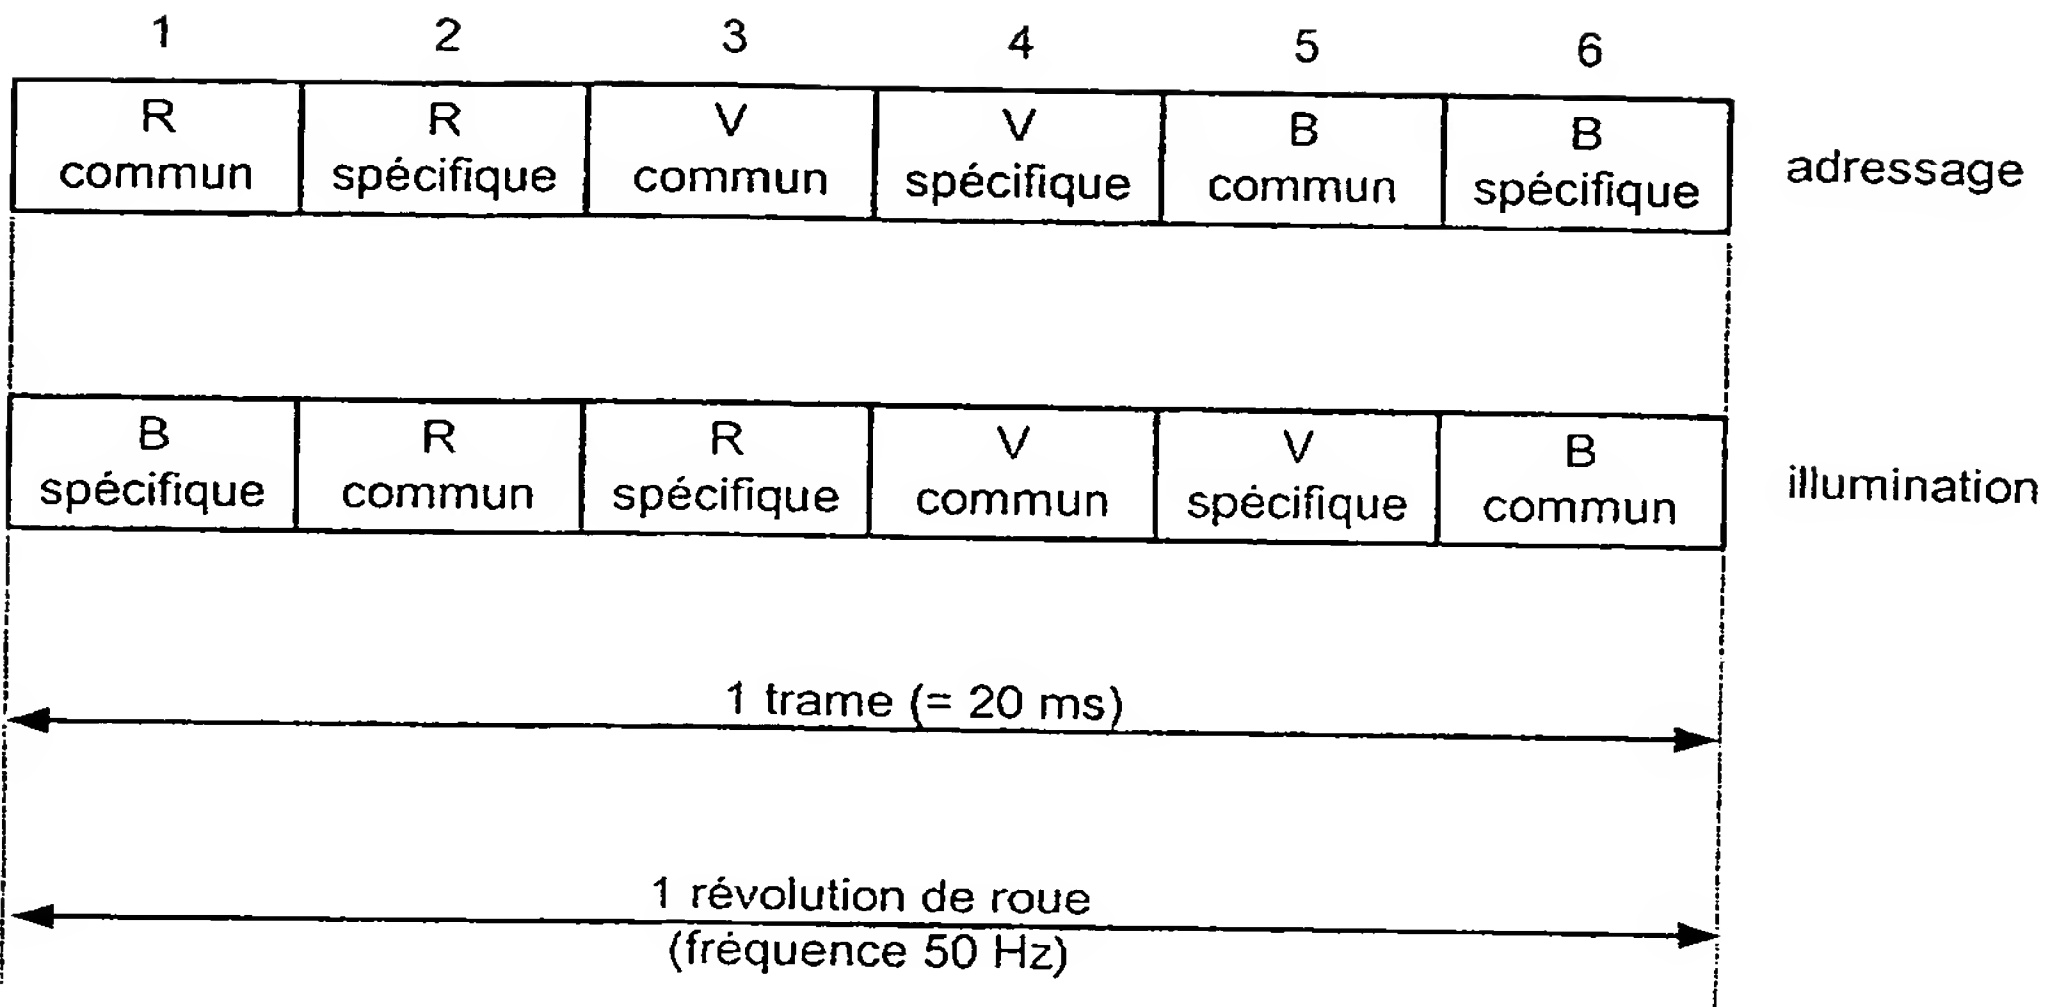 1 2 3 4 5 6
R R V V B B
commun spécifique commun spécifique commun spécifique adressage
B R R V V B
spécifique commun spécifique commun spécifique commun illumination
1 trame (= 20 ms)
1 révolution de roue
(fréquence 50 Hz)